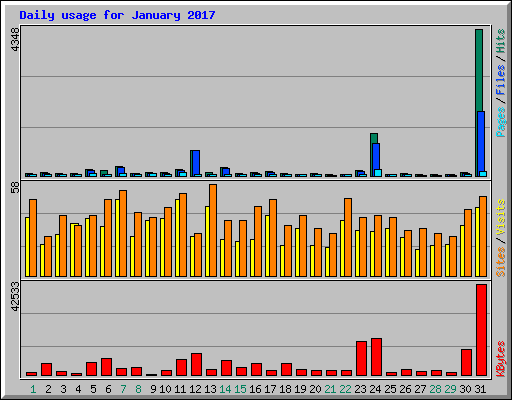 Daily usage for January 2017
4348
Pages / Files / Hits
58
Sites / Visits
42533
KBytes
1 2 3 4 5 6 7 8 9 10 11 12 13 14 15 16 17 18 19 20 21 22 23 24 25 26 27 28 29 30 31